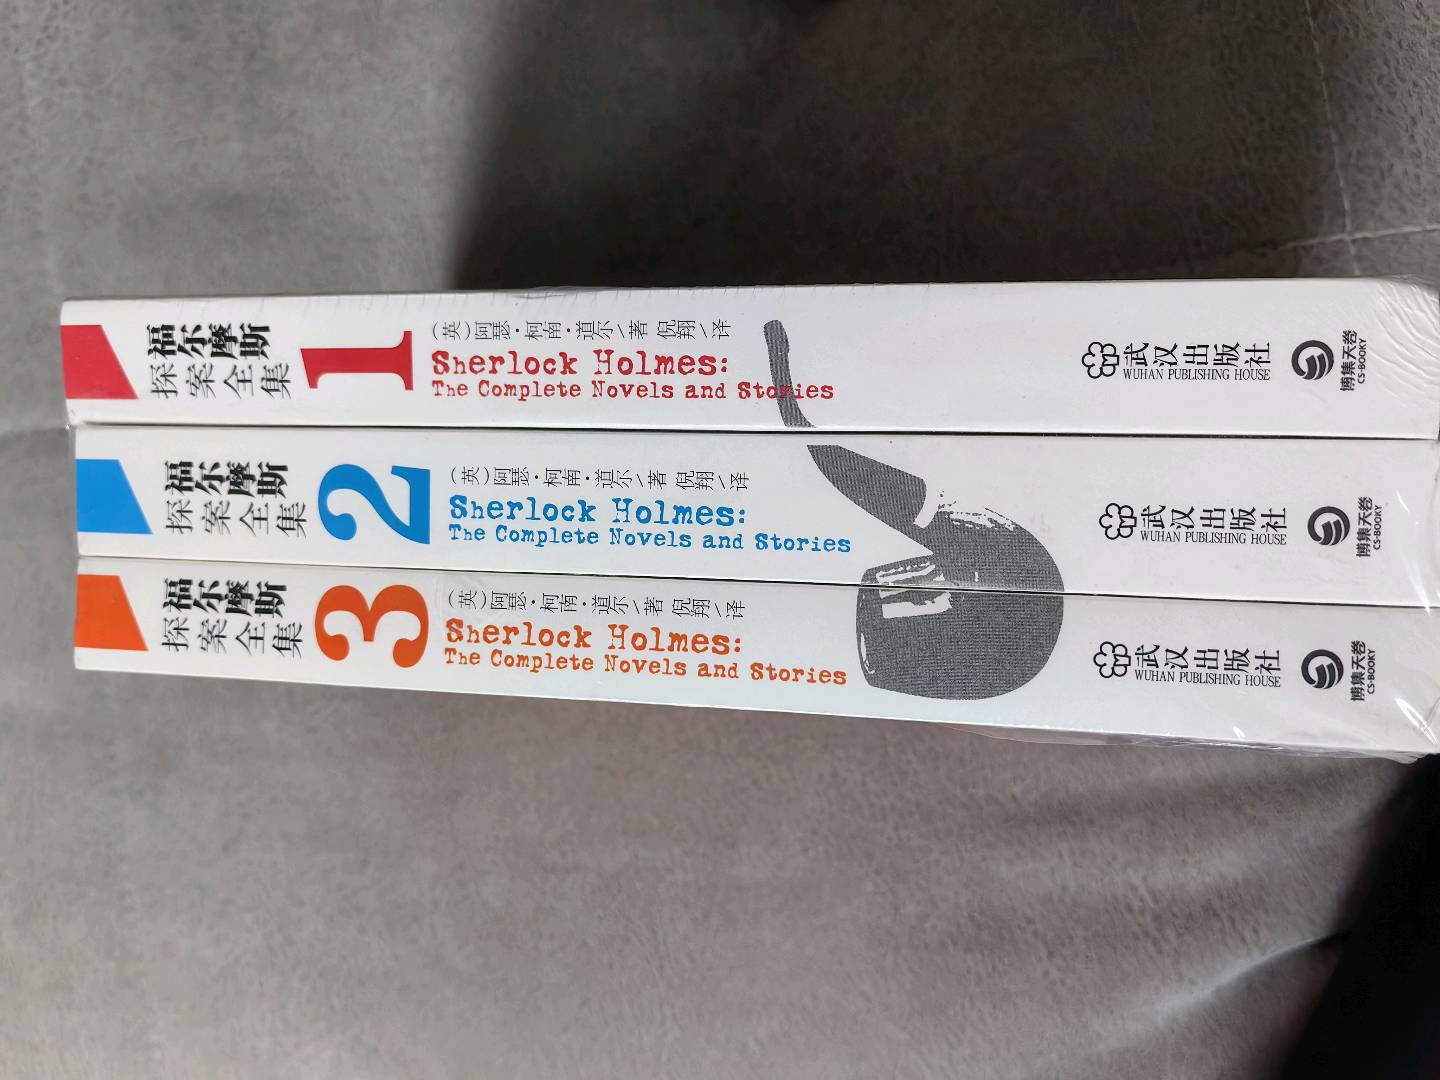 福尔摩斯
探案全集
1
(英)阿瑟·柯南·道尔/著 倪翔/译
Sherlock Holmes:
The Complete Novels and Stories
武汉出版社
WUHAN PUBLISHING HOUSE
博集天卷
CS-BOOKY
福尔摩斯
探案全集
2
(英)阿瑟·柯南·道尔/著 倪翔/译
Sherlock Holmes:
The Complete Novels and Stories
武汉出版社
WUHAN PUBLISHING HOUSE
博集天卷
CS-BOOKY
福尔摩斯
探案全集
3
(英)阿瑟·柯南·道尔/著 倪翔/译
Sherlock Holmes:
The Complete Novels and Stories
武汉出版社
WUHAN PUBLISHING HOUSE
博集天卷
CS-BOOKY